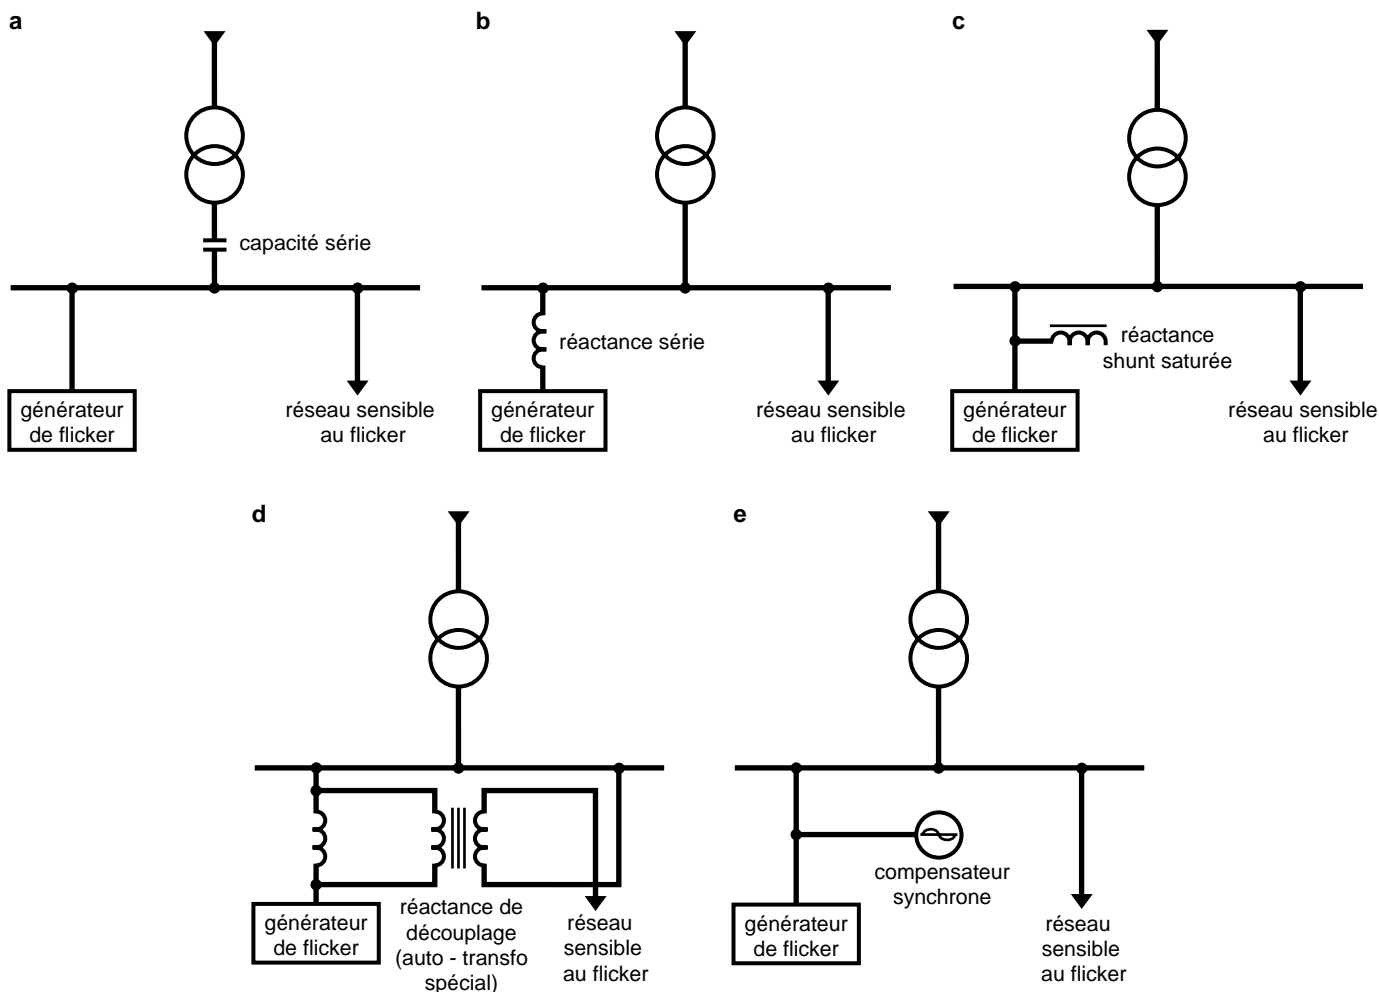 a
capacité série
générateur
de flicker
réseau sensible
au flicker
b
réactance série
générateur
de flicker
réseau sensible
au flicker
c
réactance
shunt saturée
générateur
de flicker
réseau sensible
au flicker
d
générateur
de flicker
réactance de
découplage
(auto - transfo
spécial)
réseau
sensible
au flicker
e
compensateur
synchrone
générateur
de flicker
réseau
sensible
au flicker